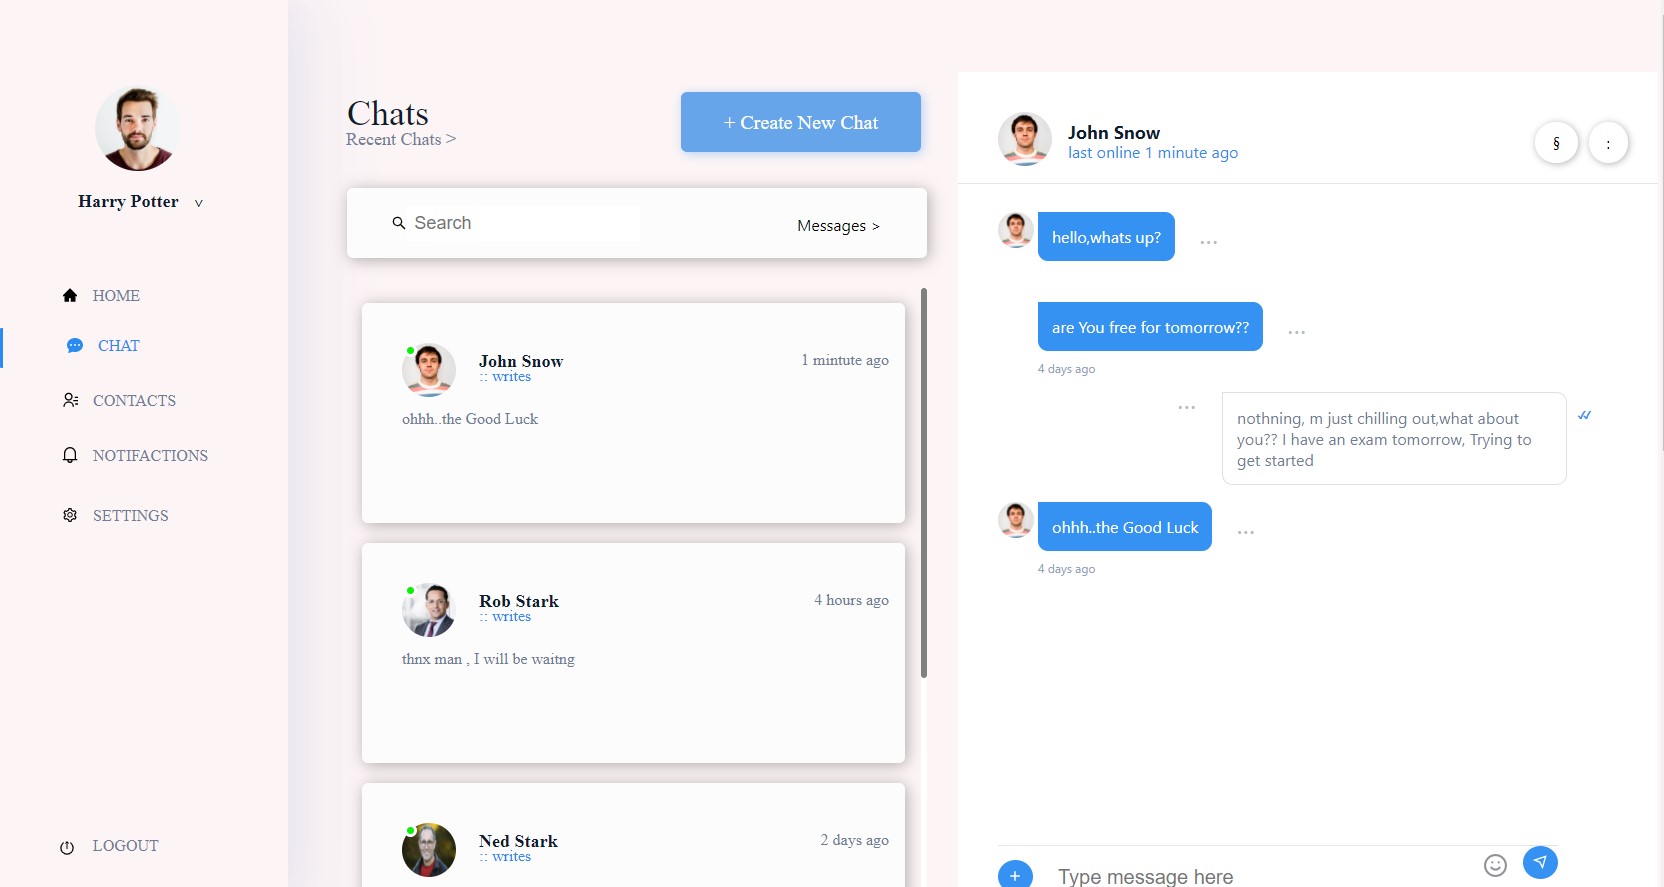 Harry Potter v
HOME
CHAT
CONTACTS
NOTIFACTIONS
SETTINGS
LOGOUT
Chats
Recent Chats >
+ Create New Chat
Search
Messages >
John Snow
1 mintute ago
:: writes
ohhh..the Good Luck
Rob Stark
4 hours ago
:: writes
thnx man , I will be waitng
Ned Stark
2 days ago
:: writes
John Snow
last online 1 minute ago
§
:
hello,whats up?
...
are You free for tomorrow??
...
4 days ago
...
nothning, m just chilling out,what about
you?? I have an exam tomorrow, Trying to
get started
ohhh..the Good Luck
...
4 days ago
+
Type message here